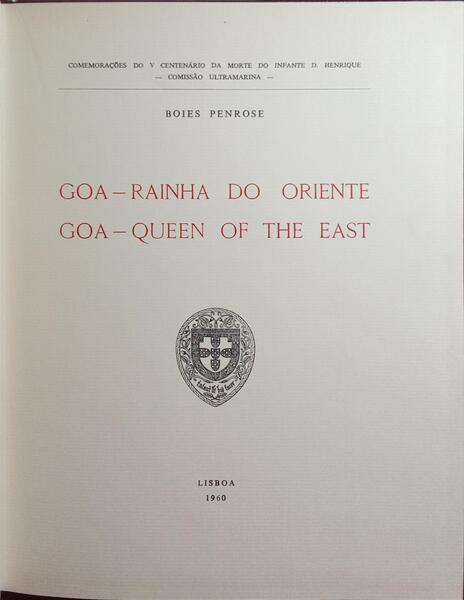 COMEMORAÇÕES DO V CENTENÁRIO DA MORTE DO INFANTE D. HENRIQUE
— COMISSÃO ULTRAMARINA —
BOIES PENROSE
GOA — RAINHA DO ORIENTE
GOA — QUEEN OF THE EAST
LISBOA
1960